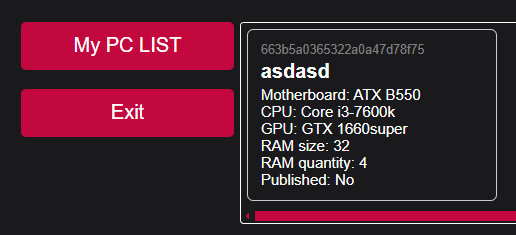 My PC LIST
Exit
663b5a0365322a0a47d78f75
asdasd
Motherboard: ATX B550
CPU: Core i3-7600k
GPU: GTX 1660super
RAM size: 32
RAM quantity: 4
Published: No